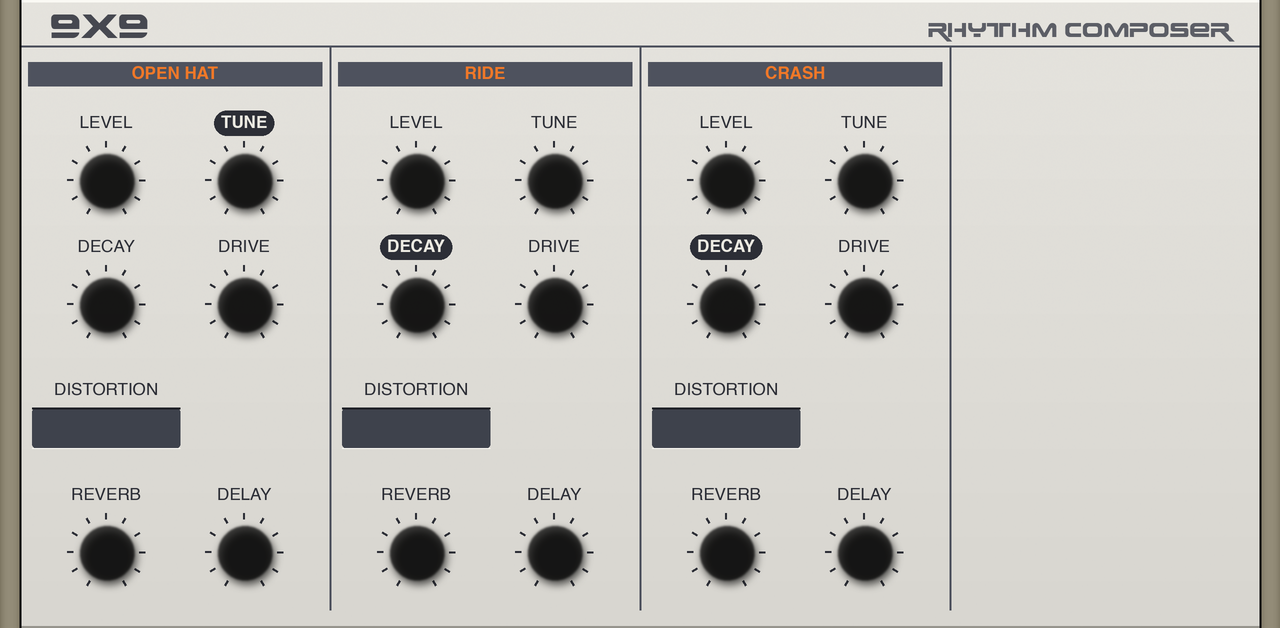 9x9
RHYTHM COMPOSER
OPEN HAT
RIDE
CRASH
LEVEL
TUNE
LEVEL
TUNE
LEVEL
TUNE
DECAY
DRIVE
DECAY
DRIVE
DECAY
DRIVE
DISTORTION
DISTORTION
DISTORTION
REVERB
DELAY
REVERB
DELAY
REVERB
DELAY